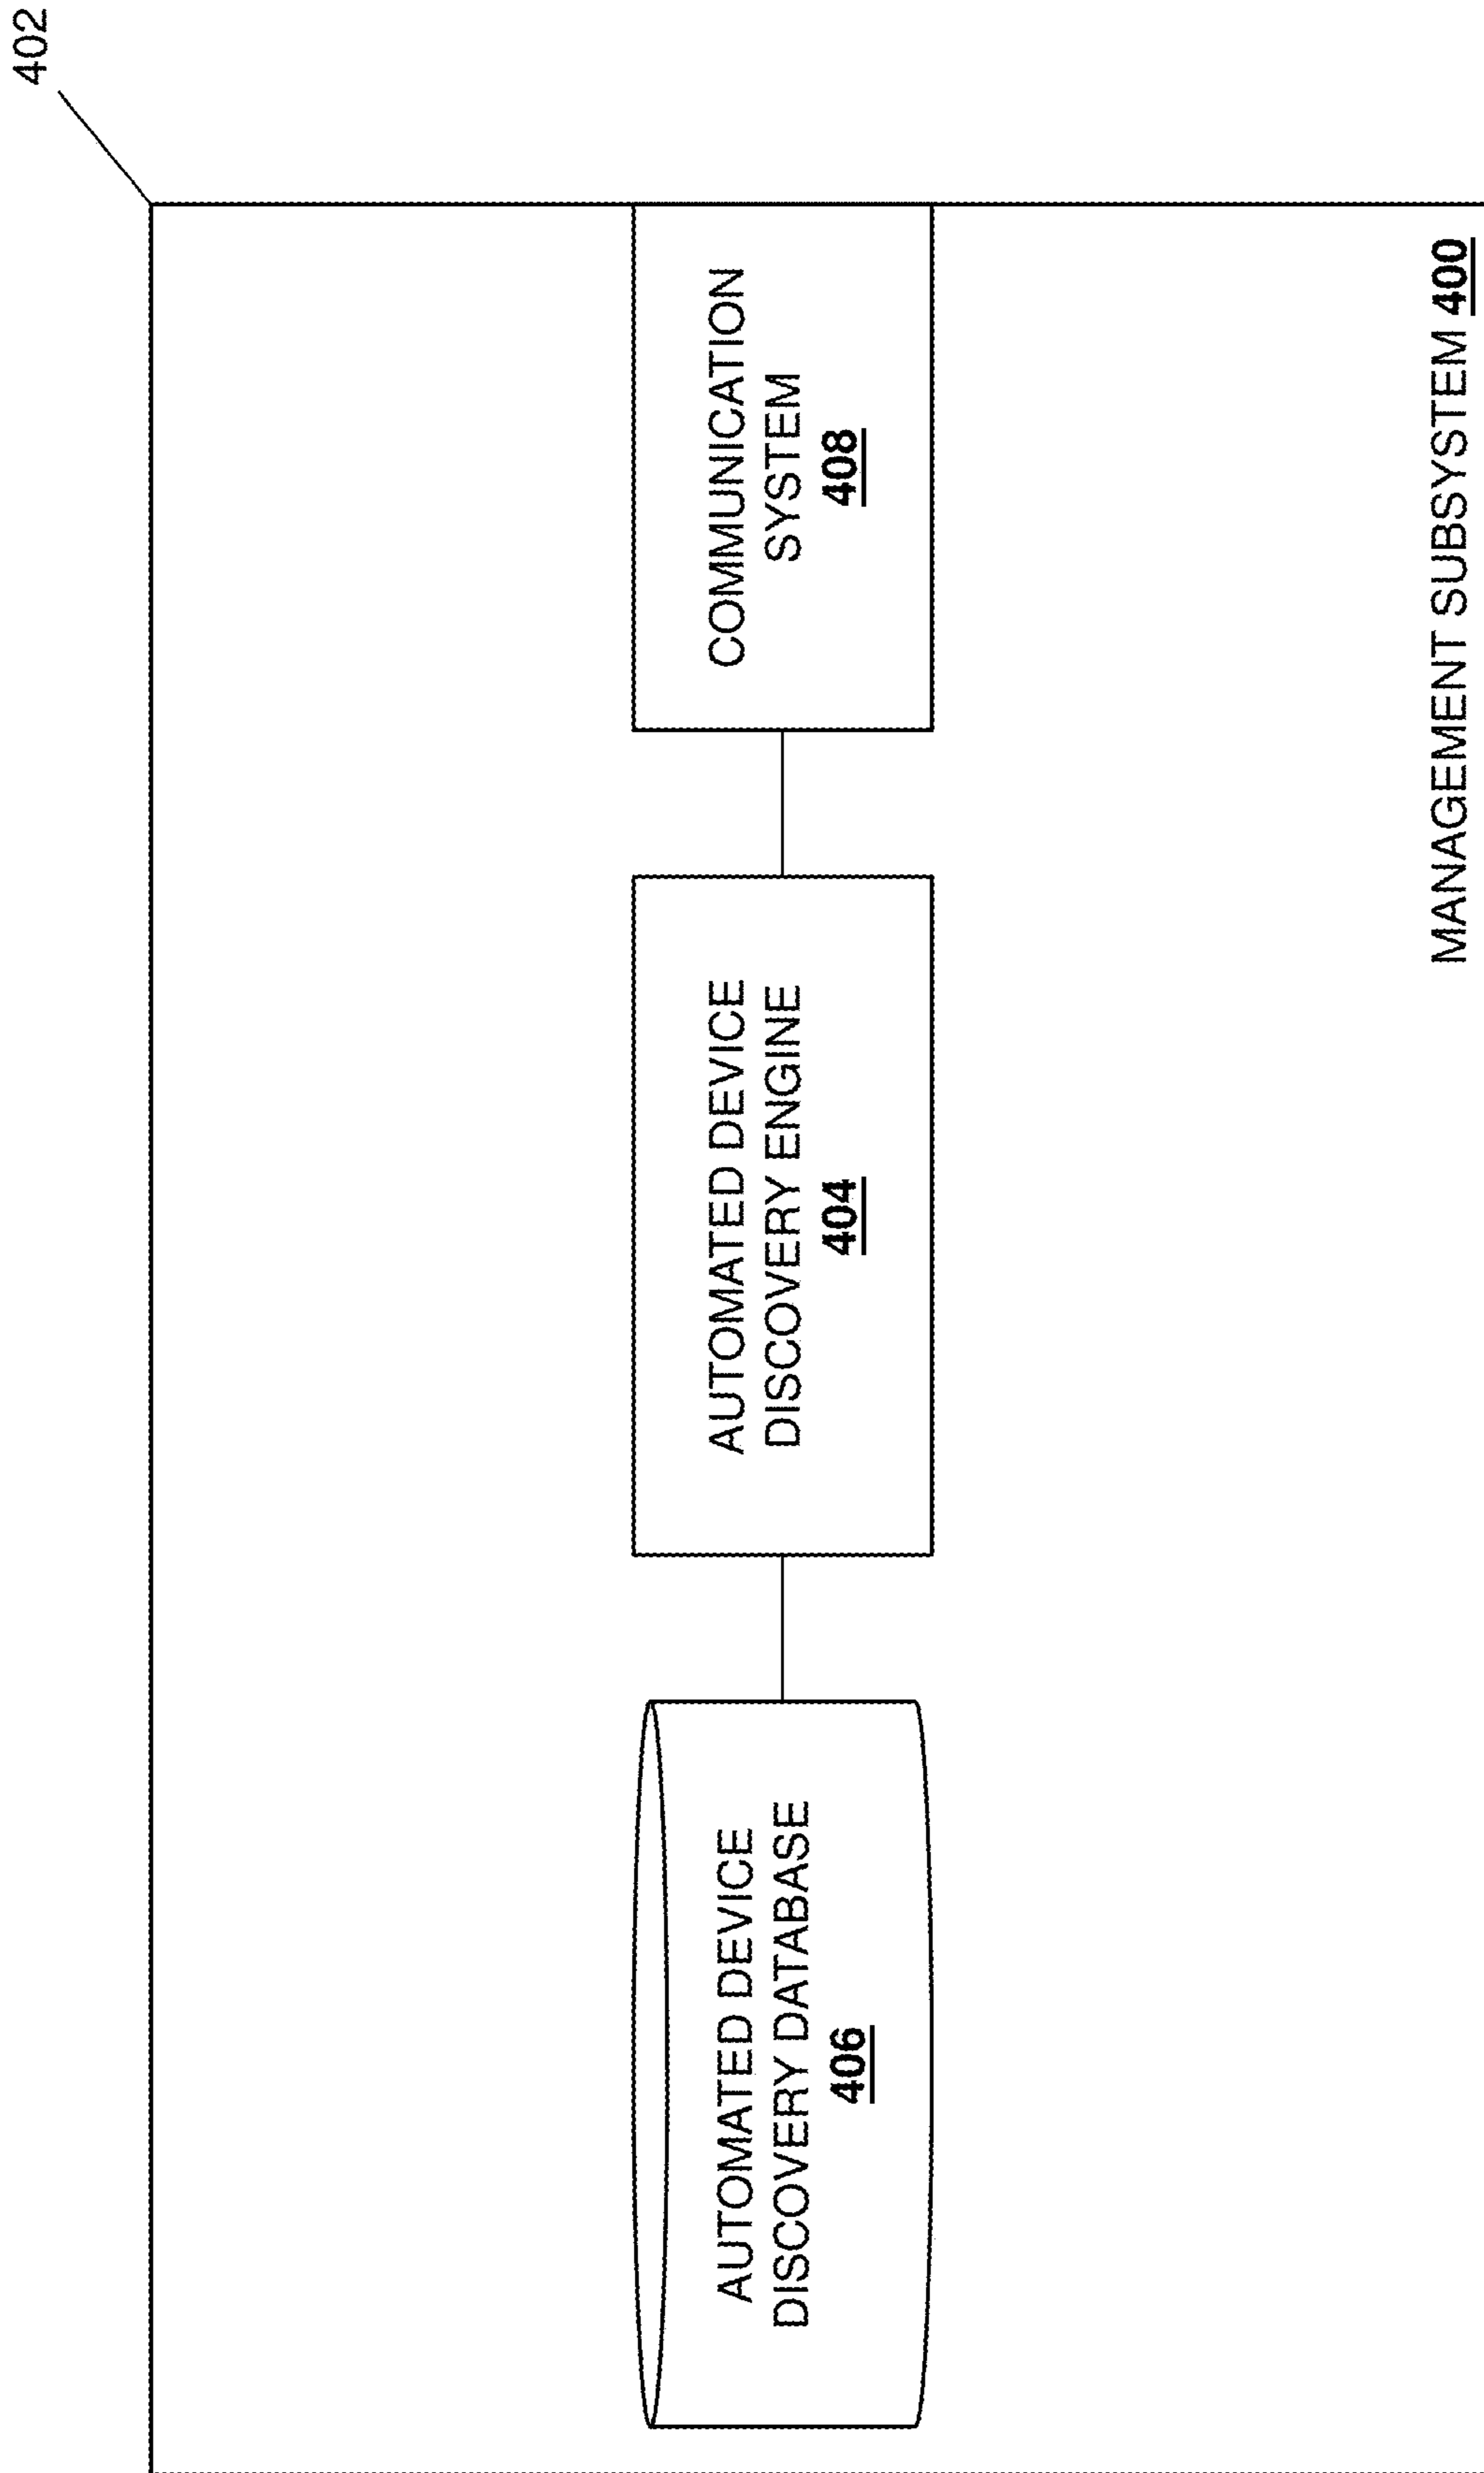 402
AUTOMATED DEVICE
DISCOVERY DATABASE
406
AUTOMATED DEVICE
DISCOVERY ENGINE
404
COMMUNICATION
SYSTEM
408
MANAGEMENT SUBSYSTEM 400